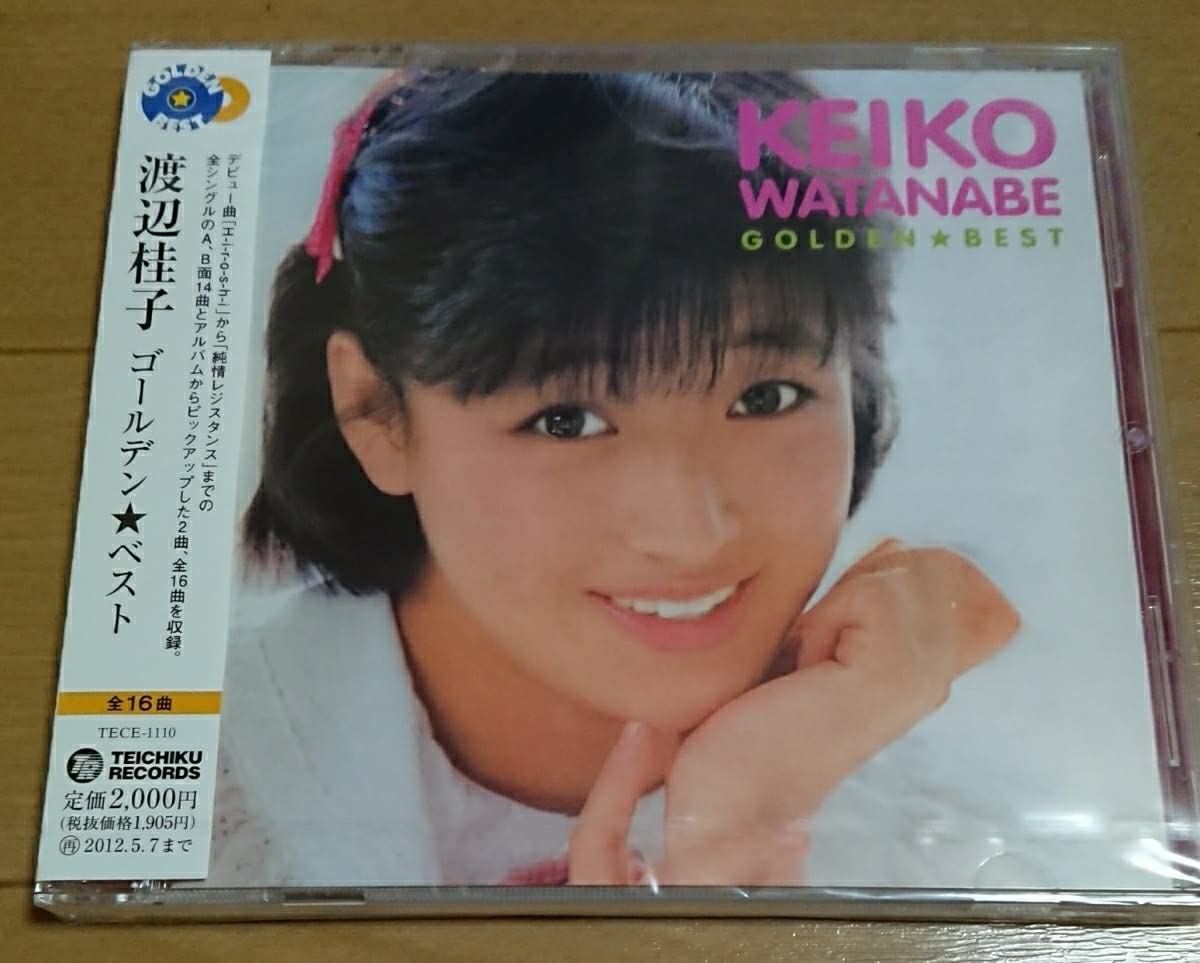 GOLDEN
BEST
渡辺桂子 ゴールデン★ベスト
デビュー曲「H-i-r-o-s-h-i」から「純情レジスタンス」までの
全シングルのA、B面14曲とアルバムからピックアップした2曲、全16曲を収録。
全16曲
TECE-1110
TEICHIKU
RECORDS
定価2,000円
(税抜価格1,905円)
再 2012.5.7まで
KEIKO
WATANABE
GOLDEN★BEST